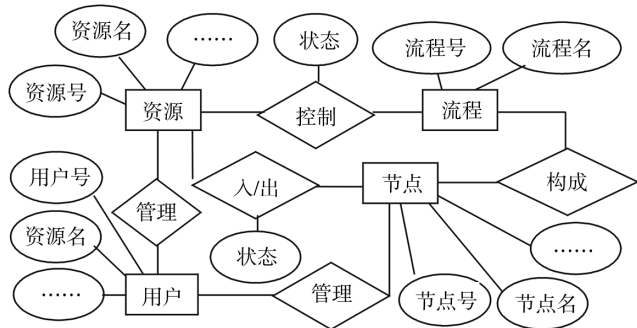 资源名
……
状态
流程号
流程名
资源号
资源
控制
流程
用户号
管理
入/出
节点
构成
资源名
状态
……
……
用户
管理
节点号
节点名